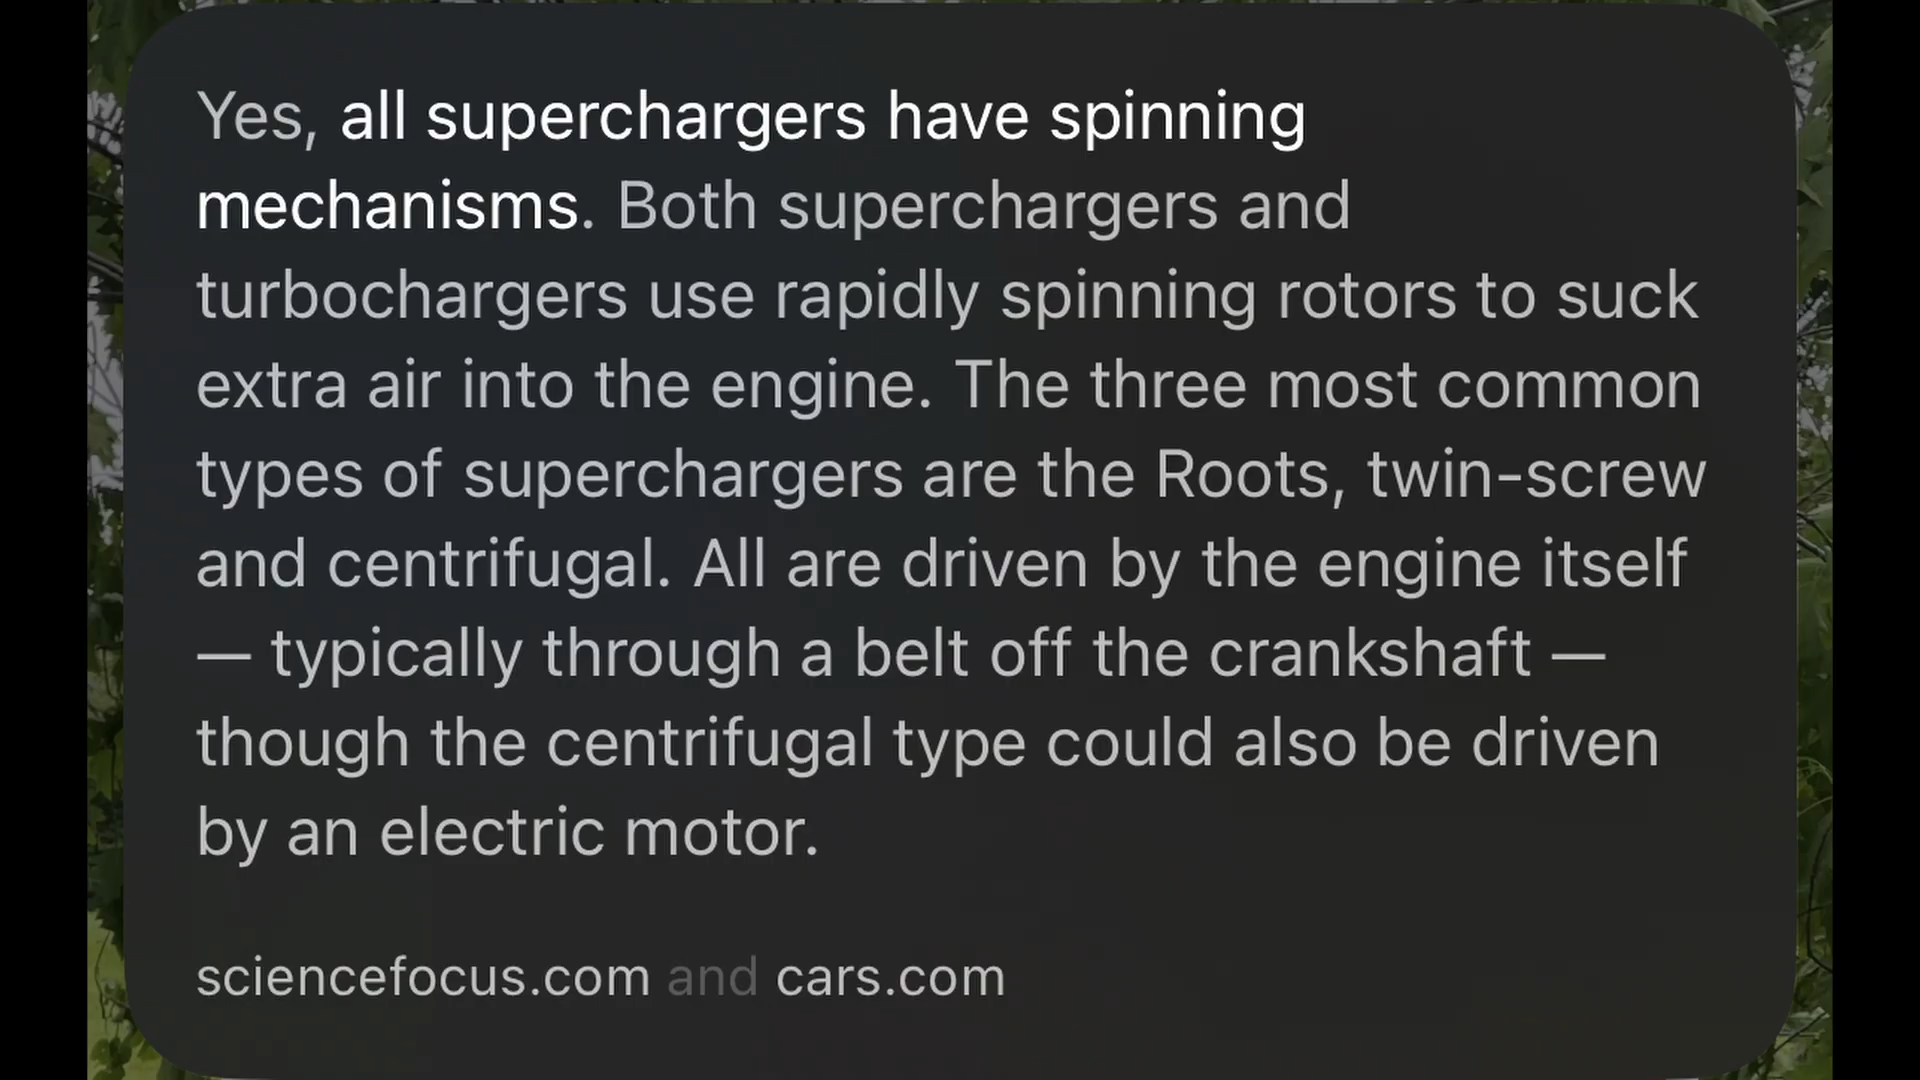 Yes, all superchargers have spinning
mechanisms. Both superchargers and
turbochargers use rapidly spinning rotors to suck
extra air into the engine. The three most common
types of superchargers are the Roots, twin-screw
and centrifugal. All are driven by the engine itself
— typically through a belt off the crankshaft —
though the centrifugal type could also be driven
by an electric motor.
sciencefocus.com and cars.com